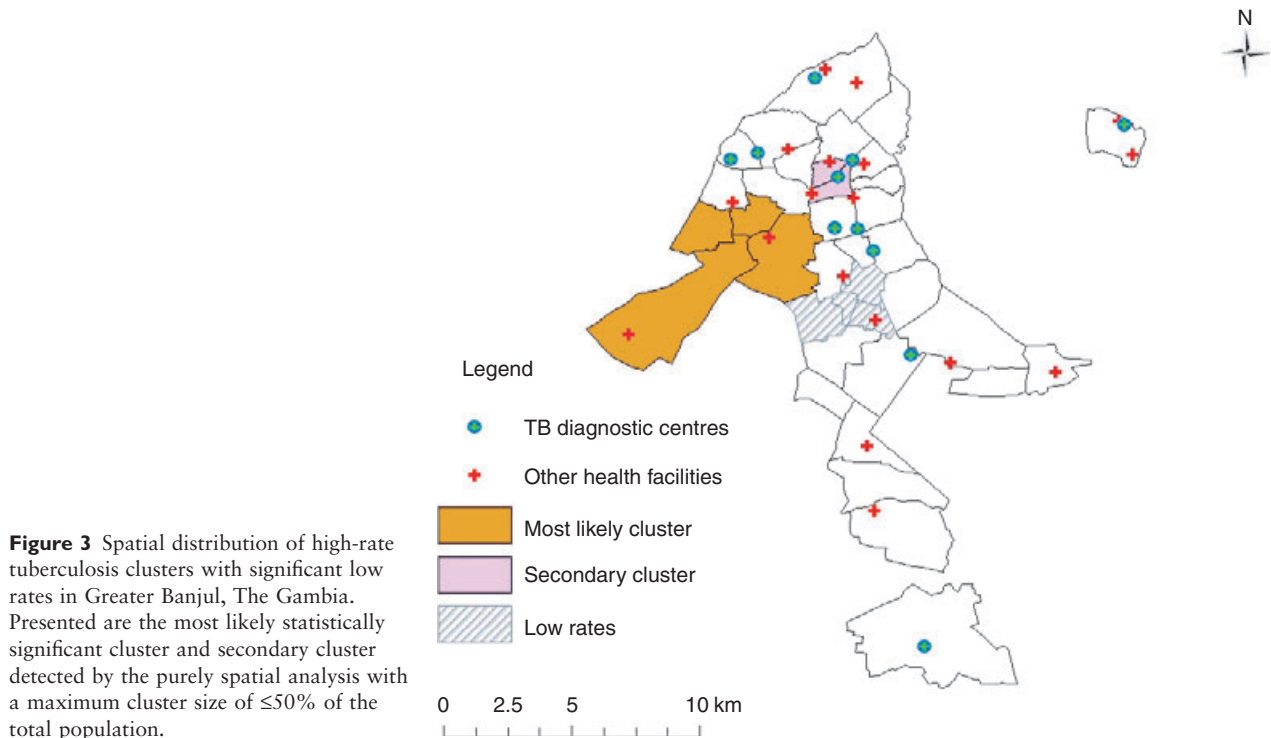 N
Legend
TB diagnostic centres
Other health facilities
Most likely cluster
Secondary cluster
Low rates
0 2.5 5 10 km
Figure 3 Spatial distribution of high-rate
tuberculosis clusters with significant low
rates in Greater Banjul, The Gambia.
Presented are the most likely statistically
significant cluster and secondary cluster
detected by the purely spatial analysis with
a maximum cluster size of ≤50% of the
total population.